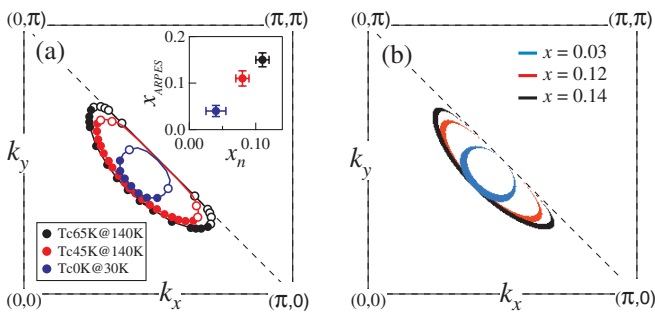 (0,π)
(π,π)
(a)
0.2
x_ARPES
0.1
0.0
0.00
0.10
x_n
k_y
Tc65K@140K
Tc45K@140K
Tc0K@30K
(0,0)
k_x
(π,0)
(0,π)
(π,π)
(b)
x = 0.03
x = 0.12
x = 0.14
k_y
(0,0)
k_x
(π,0)